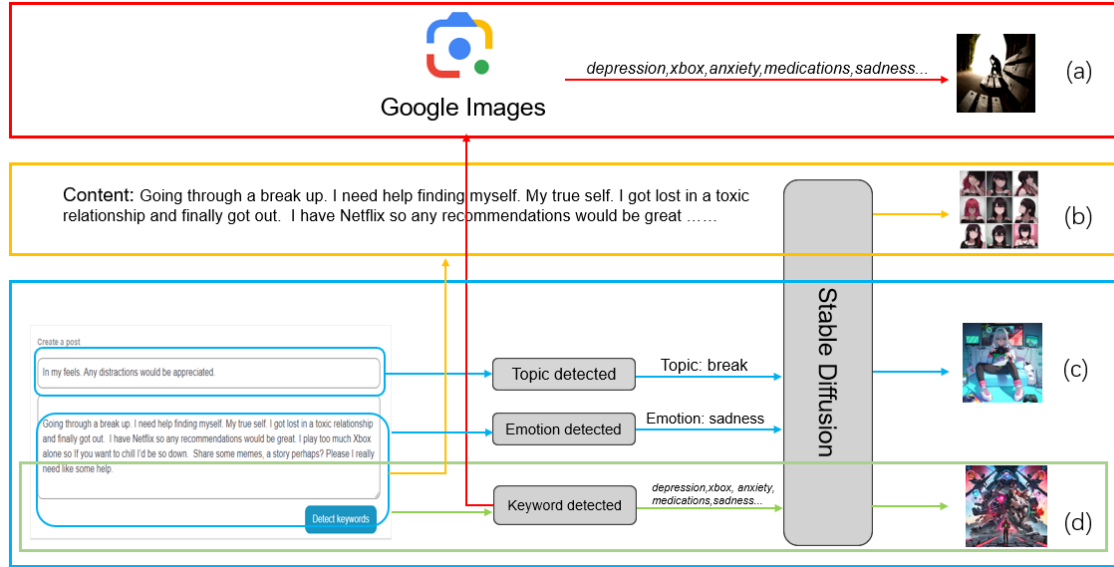 depression,xbox,anxiety,medications,sadness...
(a)
Google Images
Content: Going through a break up. I need help finding myself. My true self. I got lost in a toxic
relationship and finally got out. I have Netflix so any recommendations would be great ......
(b)
Create a post
In my feels. Any distractions would be appreciated.
Going through a break up. I need help finding myself. My true self. I got lost in a toxic relationship
and finally got out. I have Netflix so any recommendations would be great. I play too much Xbox
alone so If you want to chill I'd be so down. Share some memes, a story perhaps? Please I really
need like some help.
Detect keywords
Topic detected
Topic: break
Emotion detected
Emotion: sadness
Keyword detected
depression,xbox, anxiety,
medications,sadness...
Stable Diffusion
(c)
(d)